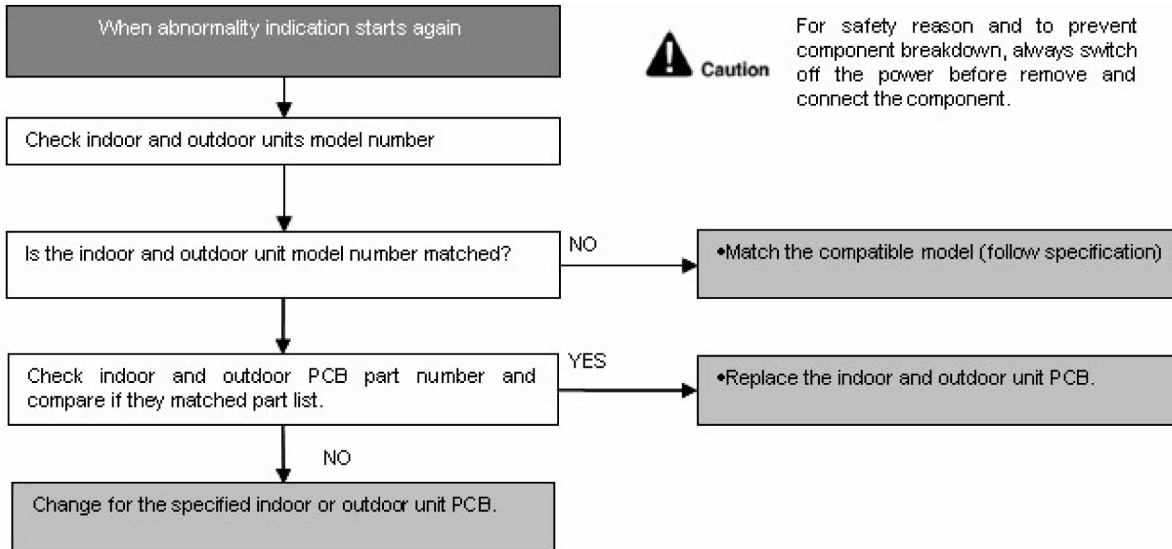 When abnormality indication starts again
For safety reason and to prevent
component breakdown, always switch
off the power before remove and
connect the component.
Caution
Check indoor and outdoor units model number
Is the indoor and outdoor unit model number matched?
NO
•Match the compatible model (follow specification)
Check indoor and outdoor PCB part number and
compare if they matched part list.
YES
•Replace the indoor and outdoor unit PCB.
NO
Change for the specified indoor or outdoor unit PCB.